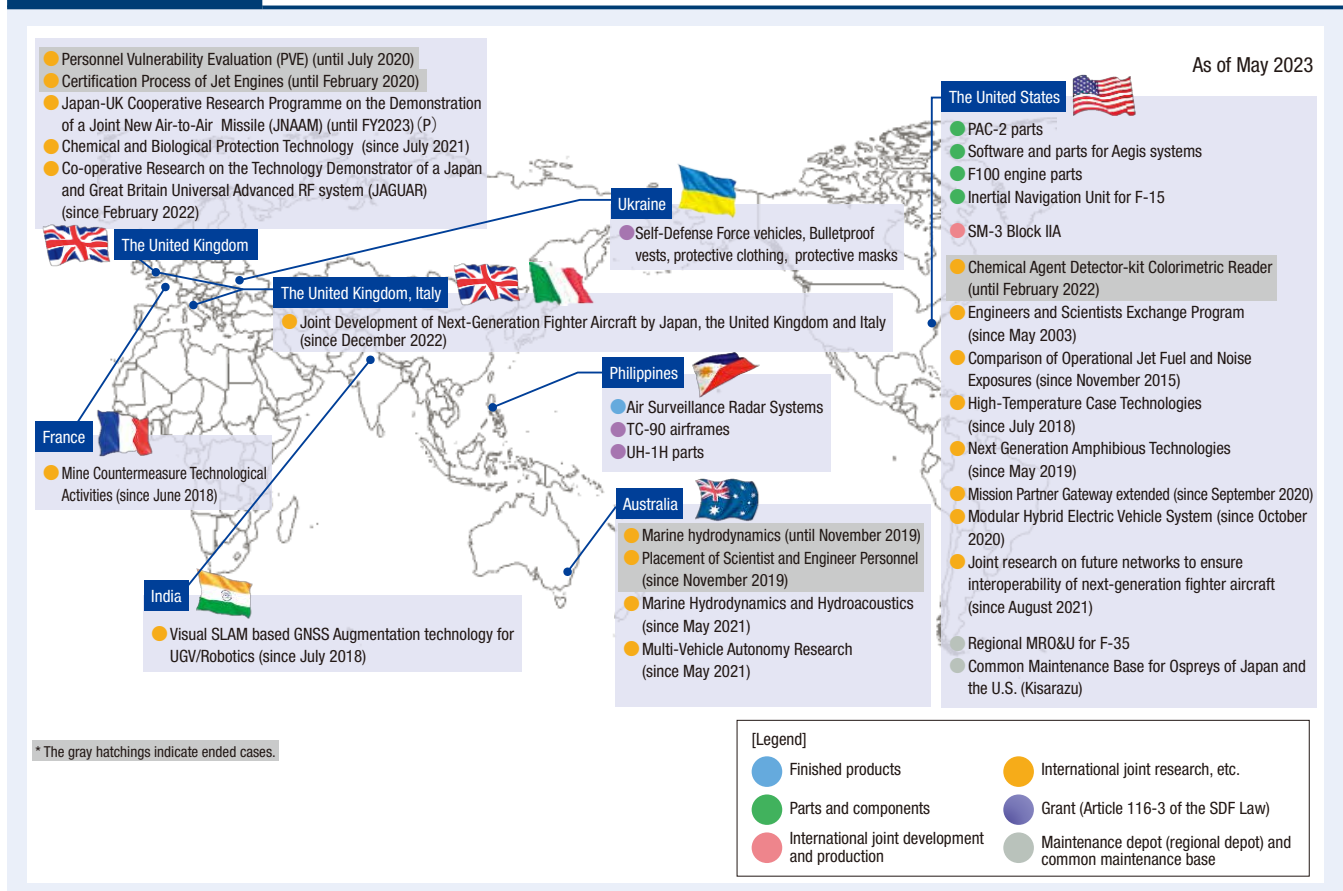 As of May 2023
Personnel Vulnerability Evaluation (PVE) (until July 2020)
Certification Process of Jet Engines (until February 2020)
Japan-UK Cooperative Research Programme on the Demonstration
of a Joint New Air-to-Air Missile (JNAAM) (until FY2023) (P)
Chemical and Biological Protection Technology (since July 2021)
Co-operative Research on the Technology Demonstrator of a Japan
and Great Britain Universal Advanced RF system (JAGUAR)
(since February 2022)
The United Kingdom
Ukraine
Self-Defense Force vehicles, Bulletproof
vests, protective clothing, protective masks
The United Kingdom, Italy
Joint Development of Next-Generation Fighter Aircraft by Japan, the United Kingdom and Italy
(since December 2022)
Philippines
Air Surveillance Radar Systems
TC-90 airframes
UH-1H parts
France
Mine Countermeasure Technological
Activities (since June 2018)
India
Visual SLAM based GNSS Augmentation technology for
UGV/Robotics (since July 2018)
Australia
Marine hydrodynamics (until November 2019)
Placement of Scientist and Engineer Personnel
(since November 2019)
Marine Hydrodynamics and Hydroacoustics
(since May 2021)
Multi-Vehicle Autonomy Research
(since May 2021)
The United States
PAC-2 parts
Software and parts for Aegis systems
F100 engine parts
Inertial Navigation Unit for F-15
SM-3 Block IIA
Chemical Agent Detector-kit Colorimetric Reader
(until February 2022)
Engineers and Scientists Exchange Program
(since May 2003)
Comparison of Operational Jet Fuel and Noise
Exposures (since November 2015)
High-Temperature Case Technologies
(since July 2018)
Next Generation Amphibious Technologies
(since May 2019)
Mission Partner Gateway extended (since September 2020)
Modular Hybrid Electric Vehicle System (since October
2020)
Joint research on future networks to ensure
interoperability of next-generation fighter aircraft
(since August 2021)
Regional MRO&U for F-35
Common Maintenance Base for Ospreys of Japan and
the U.S. (Kisarazu)
* The gray hatchings indicate ended cases.
[Legend]
Finished products
Parts and components
International joint development
and production
International joint research, etc.
Grant (Article 116-3 of the SDF Law)
Maintenance depot (regional depot) and
common maintenance base